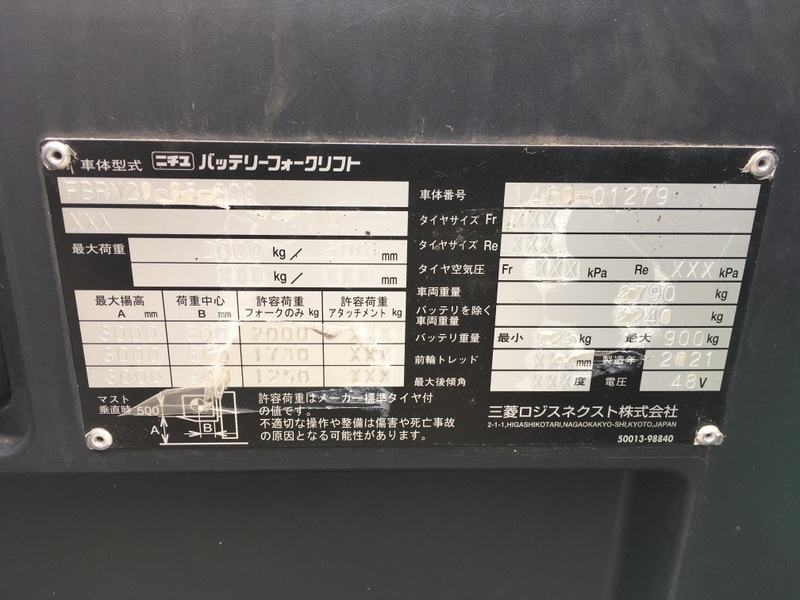 車体型式 ニチユ バッテリーフォークリフト
XXX
最大荷重 kg / mm
kg / mm
最大揚高 A mm 荷重中心 B mm 許容荷重 フォークのみ kg 許容荷重 アタッチメント kg
3000 2000 XXX
3000 XXX
3000 XXX
マスト垂直時 500 A B
許容荷重はメーカー標準タイヤ付
の値です。
不適切な操作や整備は傷害や死亡事故
の原因となる可能性があります。
車体番号 -01279
タイヤサイズ Fr XXX
タイヤサイズ Re XXX
タイヤ空気圧 Fr XXX kPa Re XXX kPa
車両重量 2790 kg
バッテリを除く車両重量 kg
バッテリ重量 最小 kg 最大 900 kg
前輪トレッド mm 製造年 2021
最大後傾角 度 電圧 48 V
三菱ロジスネクスト株式会社
2-1-1,HIGASHIKOTARI,NAGAOKAKYO-SHI,KYOTO,JAPAN
50013-98840